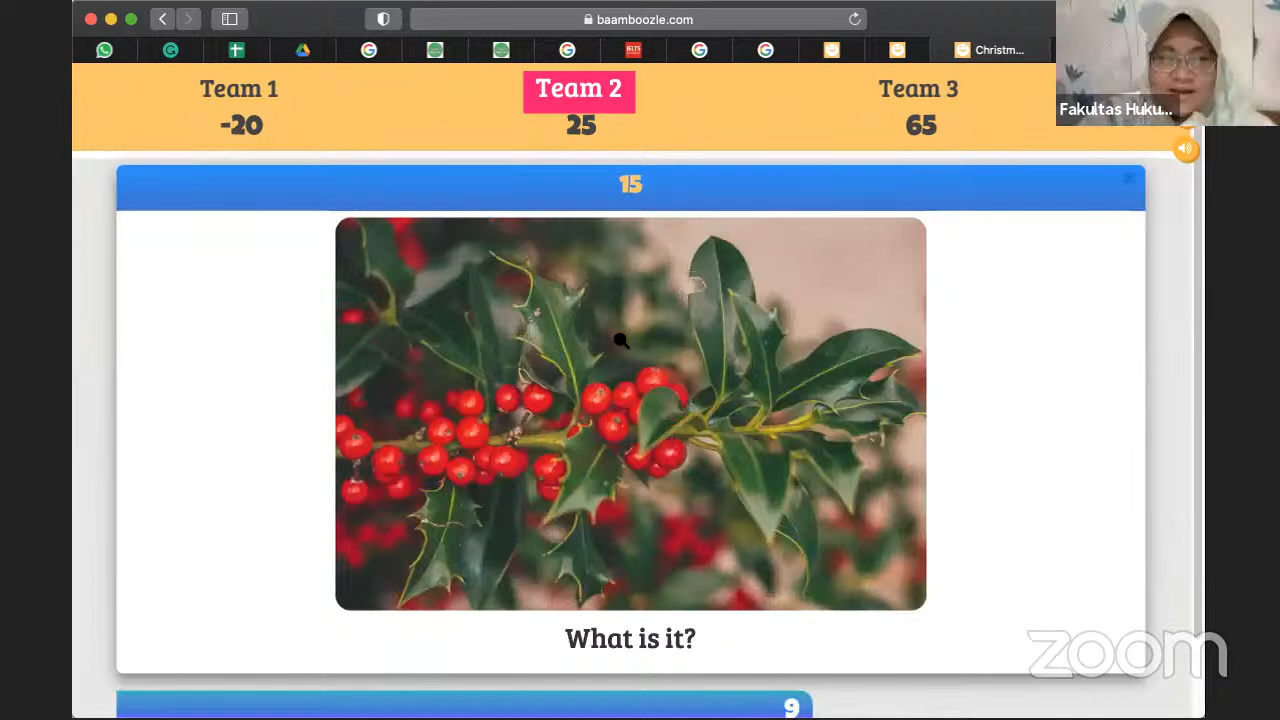 baamboozle.com
Christm...
Team 1
Team 2
Team 3
-20
25
65
Fakultas Huku...
15
What is it?
zoom
9